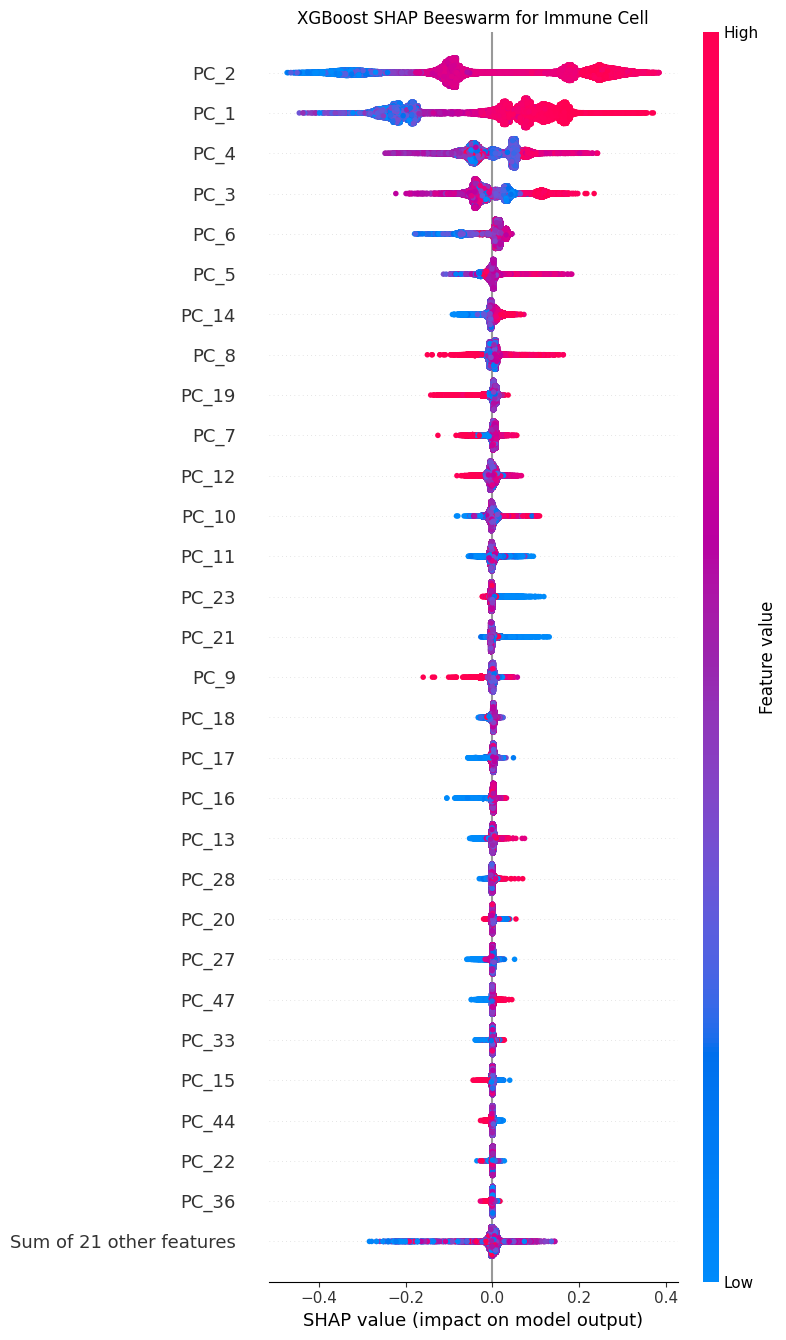 XGBoost SHAP Beeswarm for Immune Cell
High
PC_2
PC_1
PC_4
PC_3
PC_6
PC_5
PC_14
PC_8
PC_19
PC_7
PC_12
PC_10
PC_11
PC_23
PC_21
PC_9
PC_18
PC_17
PC_16
PC_13
PC_28
PC_20
PC_27
PC_47
PC_33
PC_15
PC_44
PC_22
PC_36
Sum of 21 other features
Feature value
Low
−0.4 −0.2 0.0 0.2 0.4
SHAP value (impact on model output)